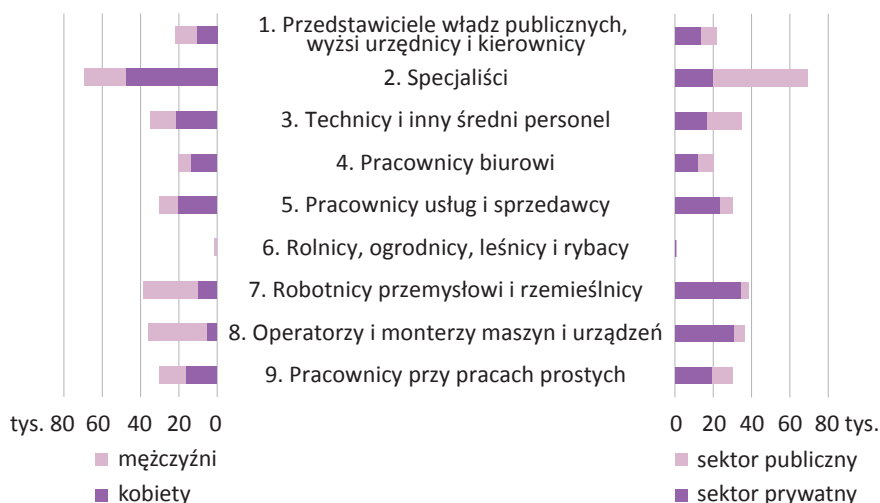 1. Przedstawiciele władz publicznych,
wyżsi urzędnicy i kierownicy
2. Specjaliści
3. Technicy i inny średni personel
4. Pracownicy biurowi
5. Pracownicy usług i sprzedawcy
6. Rolnicy, ogrodnicy, leśnicy i rybacy
7. Robotnicy przemysłowi i rzemieślnicy
8. Operatorzy i monterzy maszyn i urządzeń
9. Pracownicy przy pracach prostych
tys. 80 60 40 20 0
0 20 40 60 80 tys.
mężczyźni
kobiety
sektor publiczny
sektor prywatny